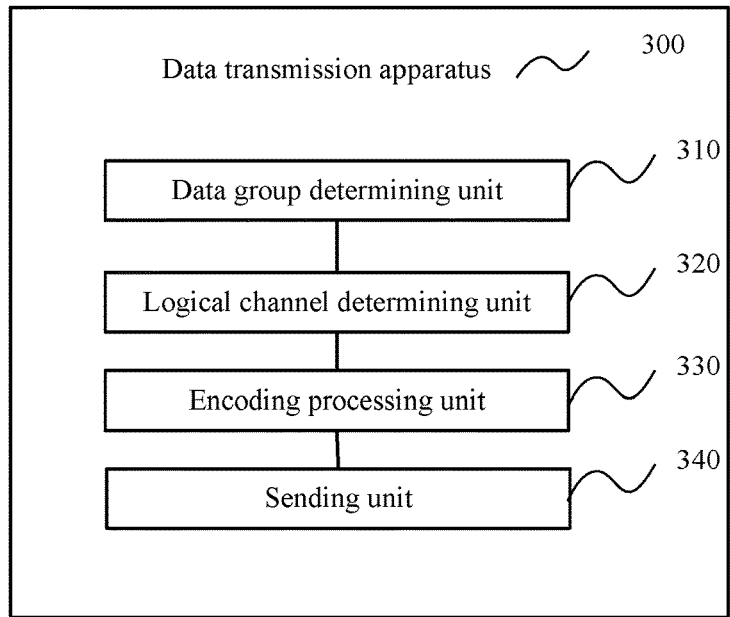 Data transmission apparatus 300
310
Data group determining unit
320
Logical channel determining unit
330
Encoding processing unit
340
Sending unit